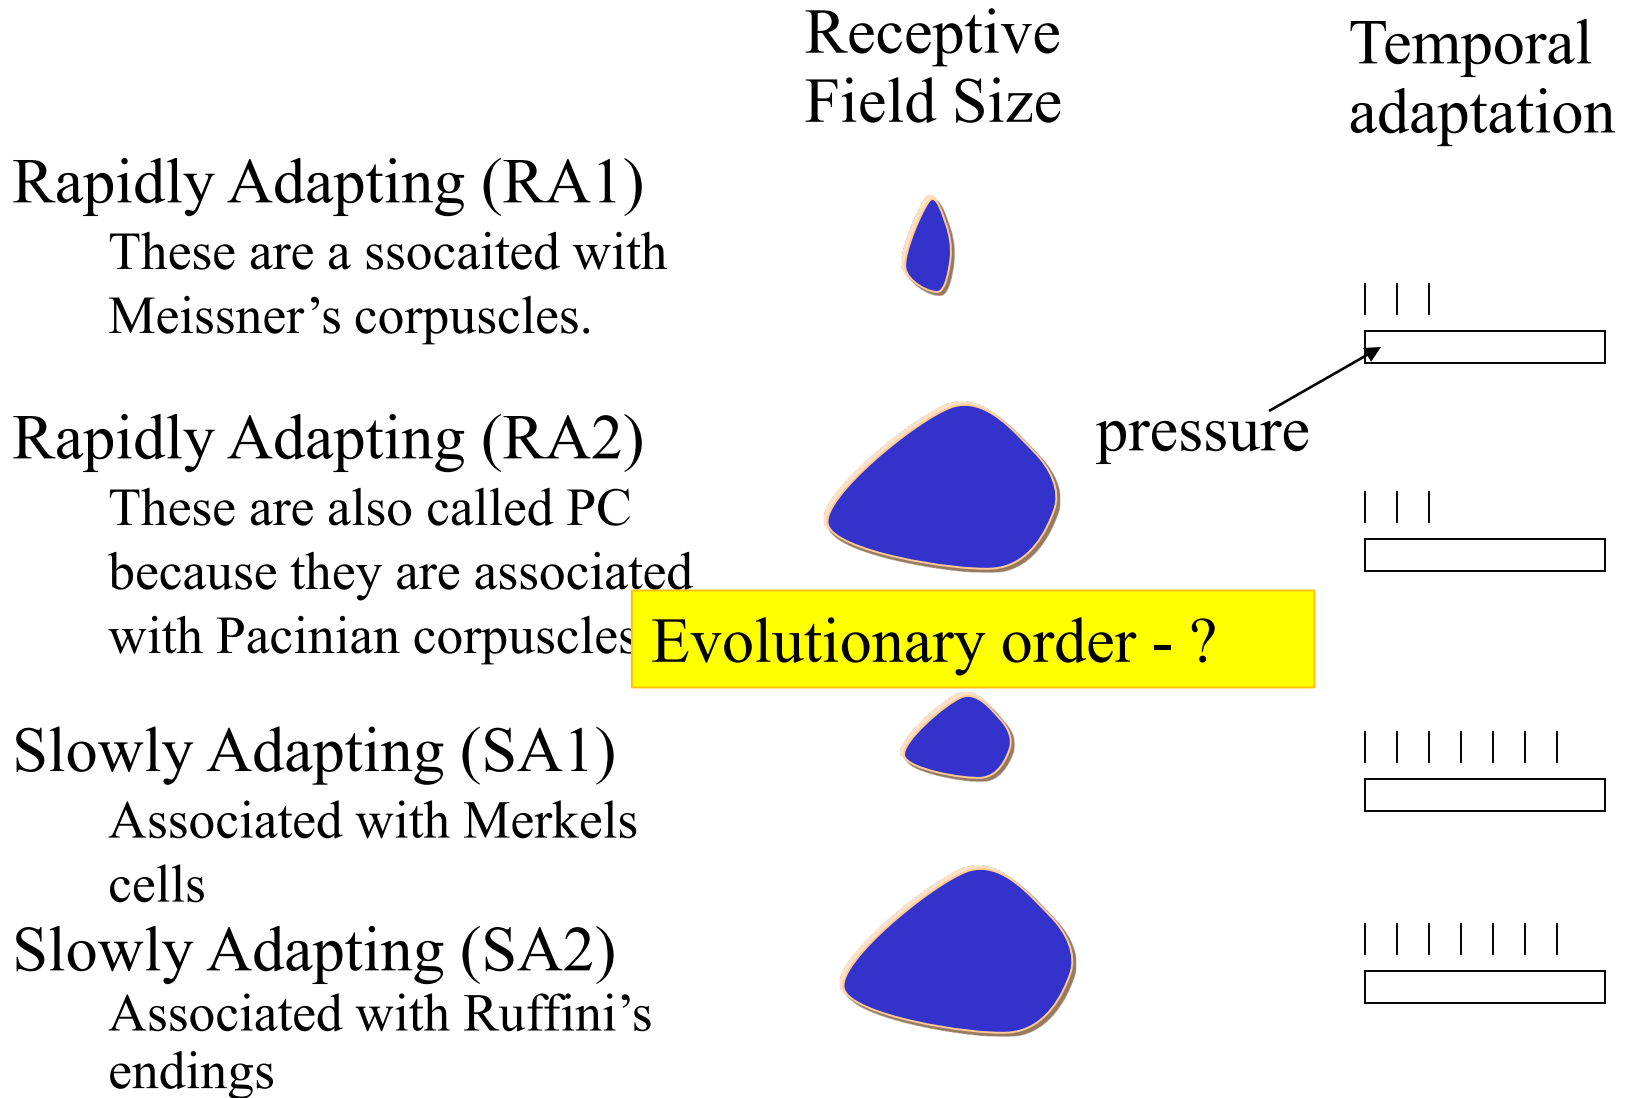 Receptive
Field Size
Temporal
adaptation
Rapidly Adapting (RA1)
These are a ssocaited with
Meissner’s corpuscles.
pressure
Rapidly Adapting (RA2)
These are also called PC
because they are associated
with Pacinian corpuscles
Evolutionary order - ?
Slowly Adapting (SA1)
Associated with Merkels
cells
Slowly Adapting (SA2)
Associated with Ruffini’s
endings